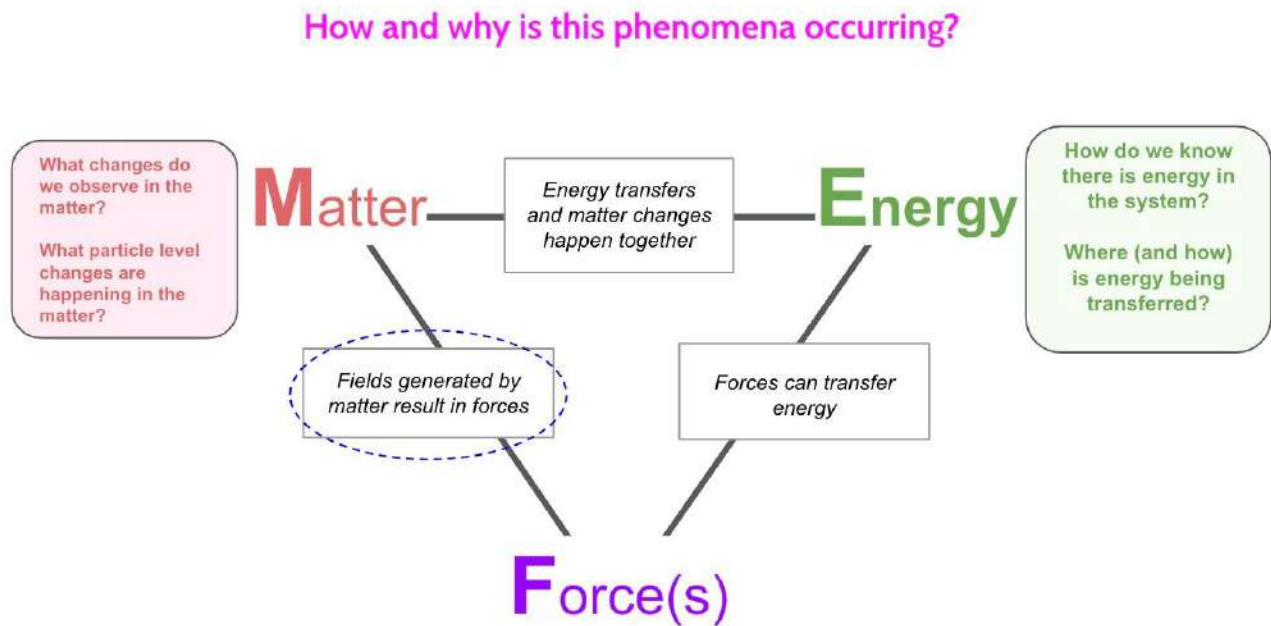 How and why is this phenomena occurring?
What changes do
we observe in the
matter?
What particle level
changes are
happening in the
matter?
Matter
Energy transfers
and matter changes
happen together
Energy
How do we know
there is energy in
the system?
Where (and how)
is energy being
transferred?
Fields generated by
matter result in forces
Forces can transfer
energy
Force(s)